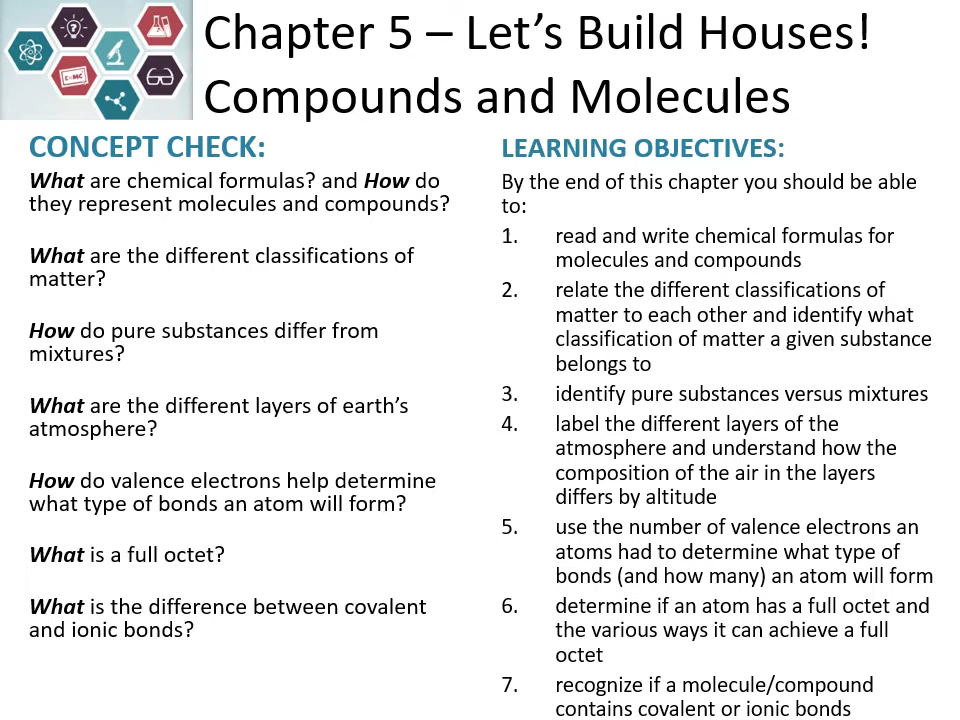 Chapter 5 – Let’s Build Houses!
Compounds and Molecules
CONCEPT CHECK:
What are chemical formulas? and How do
they represent molecules and compounds?
What are the different classifications of
matter?
How do pure substances differ from
mixtures?
What are the different layers of earth’s
atmosphere?
How do valence electrons help determine
what type of bonds an atom will form?
What is a full octet?
What is the difference between covalent
and ionic bonds?
LEARNING OBJECTIVES:
By the end of this chapter you should be able
to:
1. read and write chemical formulas for
molecules and compounds
2. relate the different classifications of
matter to each other and identify what
classification of matter a given substance
belongs to
3. identify pure substances versus mixtures
4. label the different layers of the
atmosphere and understand how the
composition of the air in the layers
differs by altitude
5. use the number of valence electrons an
atoms had to determine what type of
bonds (and how many) an atom will form
6. determine if an atom has a full octet and
the various ways it can achieve a full
octet
7. recognize if a molecule/compound
contains covalent or ionic bonds